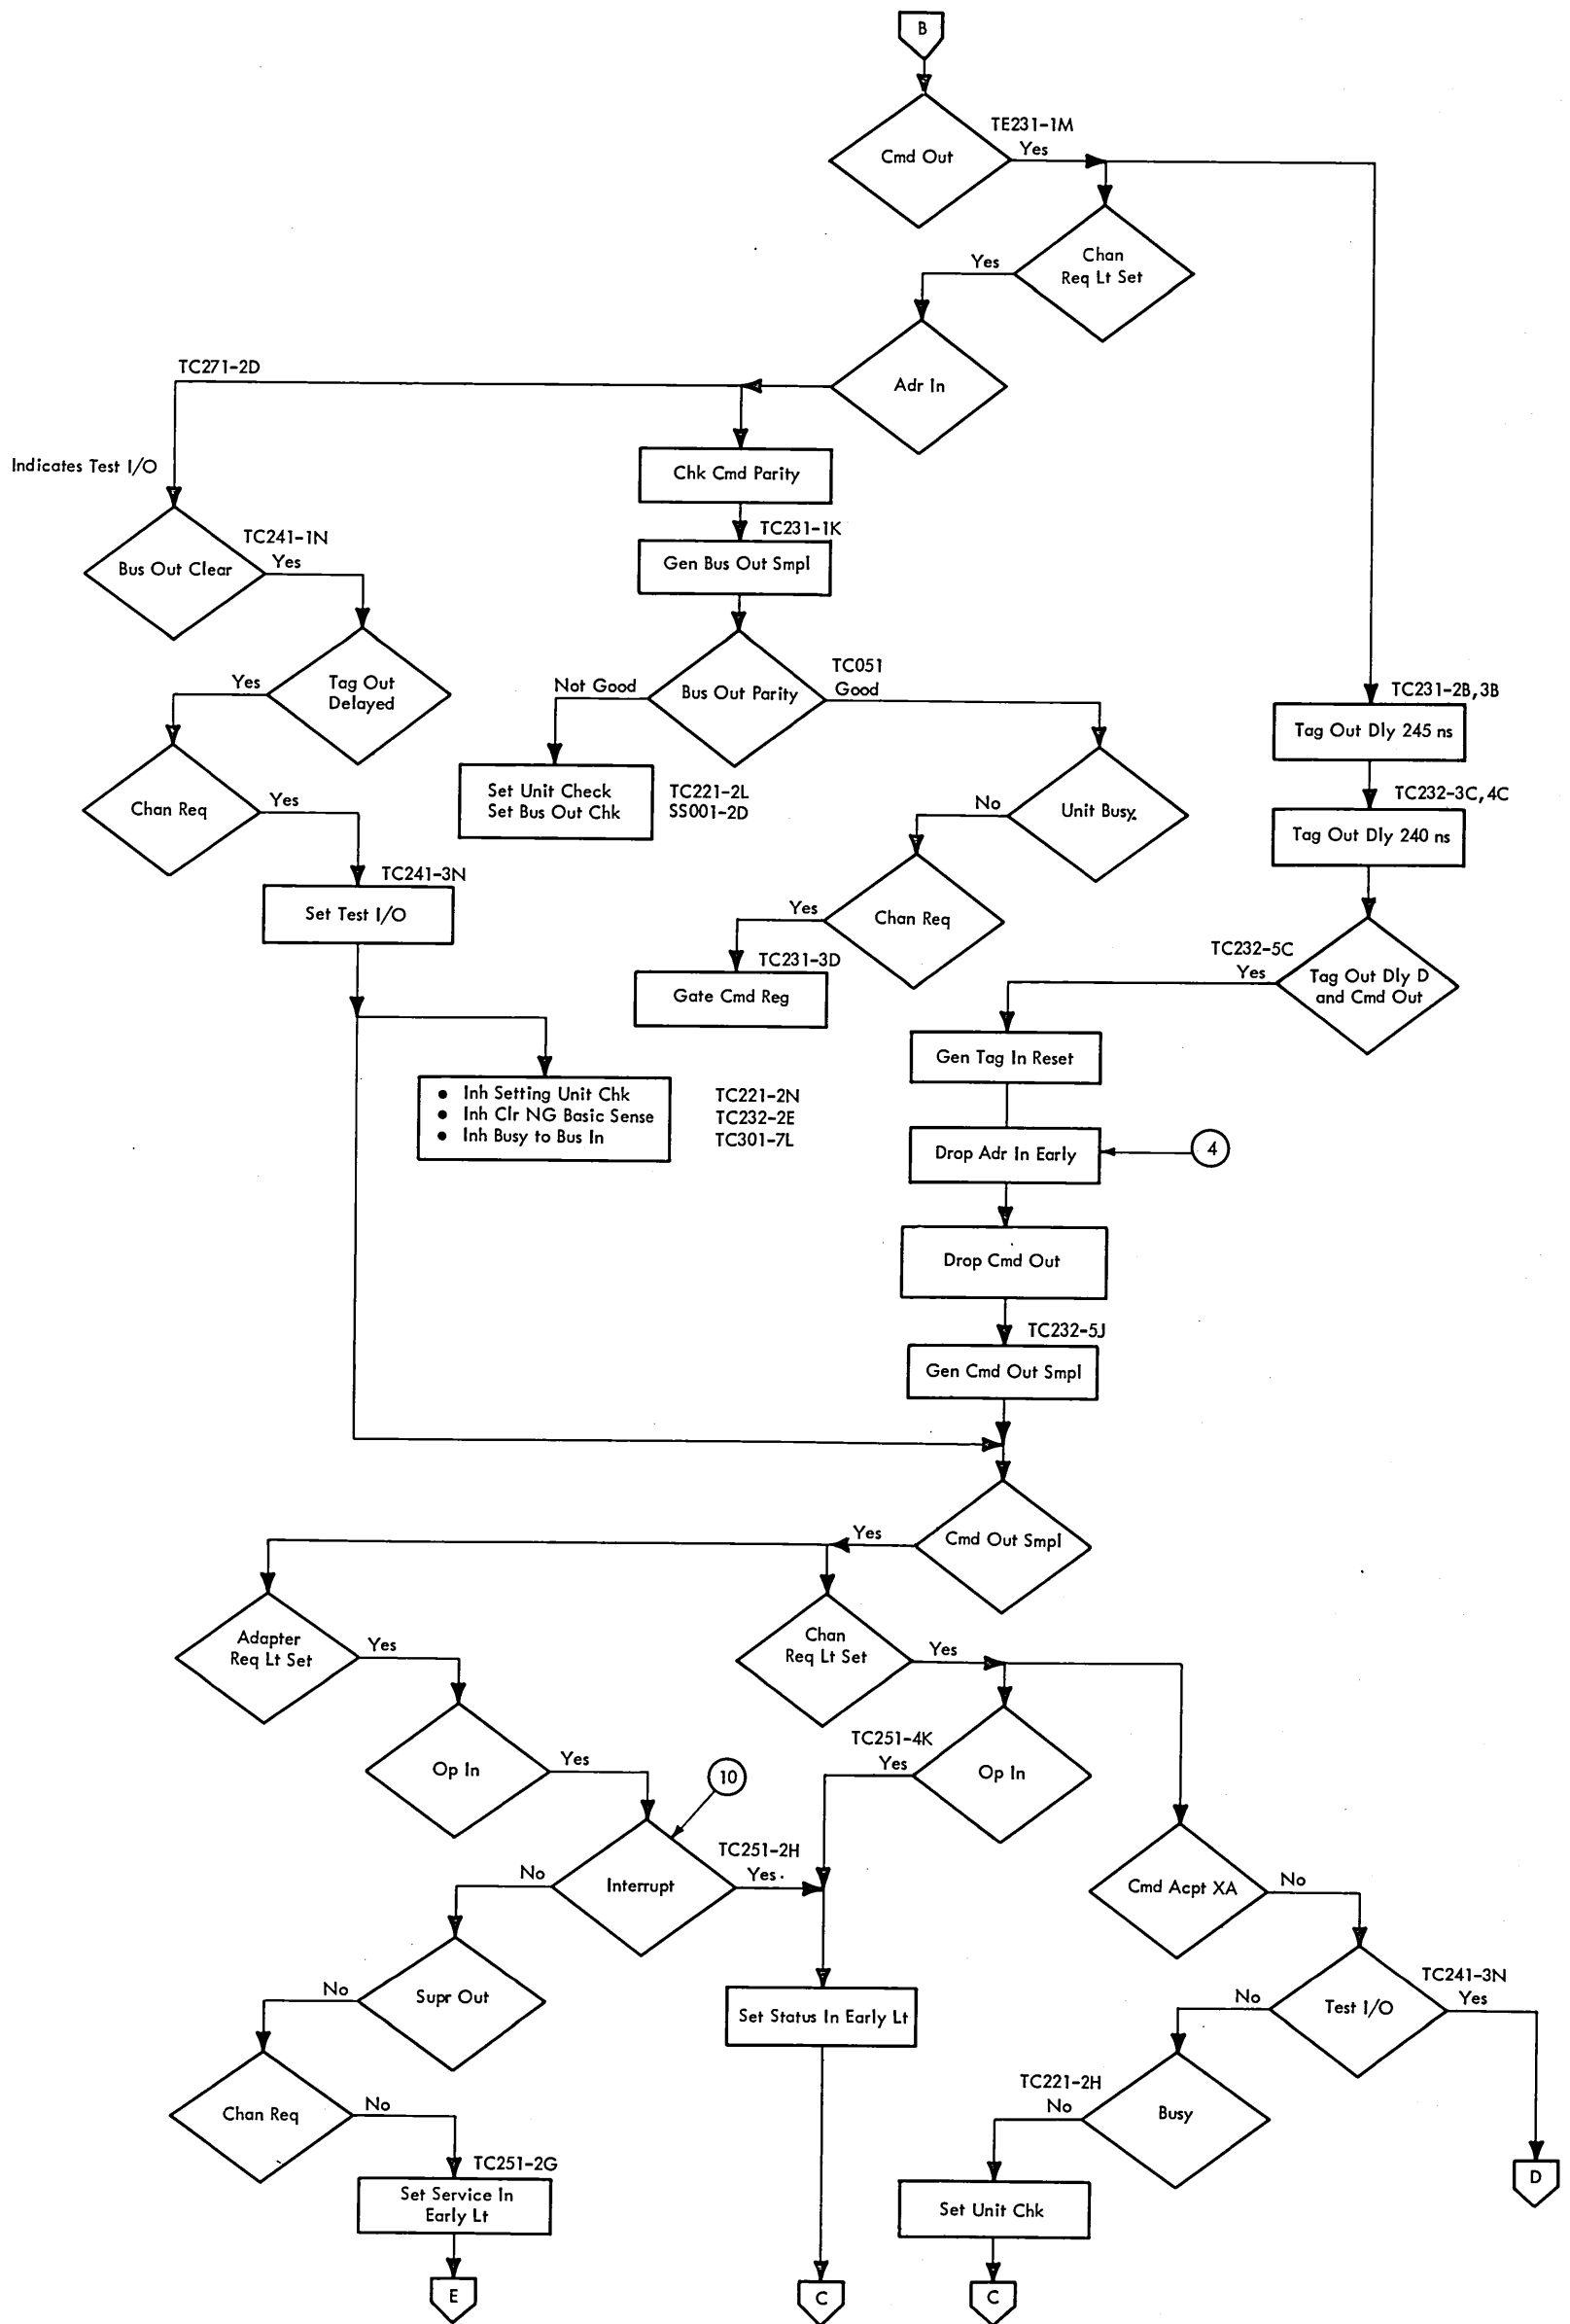 B
TE231-1M
Cmd Out
Yes
Chan
Req Lt Set
Yes
TC271-2D
Adr In
Indicates Test I/O
Chk Cmd Parity
TC231-1K
Gen Bus Out Smpl
TC241-1N
Bus Out Clear
Yes
Tag Out
Delayed
Yes
TC051
Not Good
Bus Out Parity
Good
TC231-2B,3B
Tag Out Dly 245 ns
Set Unit Check
Set Bus Out Chk
TC221-2L
SS001-2D
TC232-3C,4C
Tag Out Dly 240 ns
Chan Req
Yes
No
Unit Busy
TC241-3N
Set Test I/O
Yes
Chan Req
TC231-3D
Gate Cmd Reg
TC232-5C
Yes
Tag Out Dly D
and Cmd Out
Gen Tag In Reset
• Inh Setting Unit Chk
• Inh Clr NG Basic Sense
• Inh Busy to Bus In
TC221-2N
TC232-2E
TC301-7L
Drop Adr In Early
4
Drop Cmd Out
TC232-5J
Gen Cmd Out Smpl
Yes
Cmd Out Smpl
Adapter
Req Lt Set
Yes
Chan
Req Lt Set
Yes
Op In
Yes
10
TC251-4K
Yes
Op In
No
Interrupt
TC251-2H
Yes
Cmd Acpt XA
No
No
Supr Out
Set Status In Early Lt
No
Test I/O
TC241-3N
Yes
Chan Req
No
TC221-2H
No
Busy
TC251-2G
Set Service In
Early Lt
Set Unit Chk
D
E
C
C